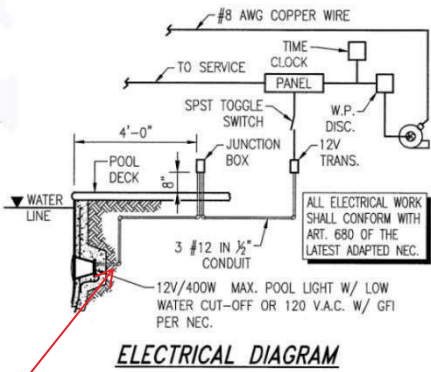 #8 AWG COPPER WIRE
TIME
CLOCK
TO SERVICE
PANEL
SPST TOGGLE
SWITCH
W.P.
DISC.
4'-0"
JUNCTION
BOX
12V
TRANS.
POOL
DECK
8"
WATER
LINE
ALL ELECTRICAL WORK
SHALL CONFORM WITH
ART. 680 OF THE
LATEST ADAPTED NEC.
3 #12 IN ½"
CONDUIT
12V/400W MAX. POOL LIGHT W/ LOW
WATER CUT-OFF OR 120 V.A.C. W/ GFI
PER NEC.
ELECTRICAL DIAGRAM